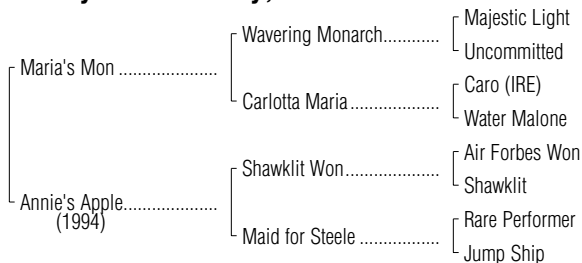 Majestic Light
Wavering Monarch............
Uncommitted
Maria's Mon .....................
Caro (IRE)
Carlotta Maria ...................
Water Malone
Air Forbes Won
Shawklit Won....................
Shawklit
Annie's Apple....................
(1994)
Rare Performer
Maid for Steele .................
Jump Ship